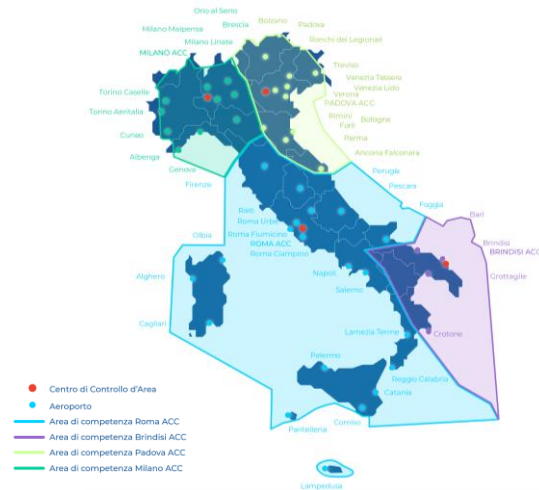 Orio al Serio
Bolzano
Padova
Milano Malpensa
Brescia
Ronchi dei Legionari
Milano Linate
MILANO ACC
Treviso
Venezia Tessera
Venezia Lido
Torino Caselle
Verona
PADOVA ACC
Torino Aeritalia
Rimini
Bologna
Forlì
Cuneo
Parma
Albenga
Ancona Falconara
Genova
Perugia
Firenze
Pescara
Foggia
Rieti
Bari
Roma Urbe
Olbia
Roma Fiumicino
Brindisi
ROMA ACC
BRINDISI ACC
Roma Ciampino
Alghero
Napoli
Grottaglie
Salerno
Cagliari
Lamezia Terme
Crotone
Palermo
Reggio Calabria
Catania
Comiso
Pantelleria
Lampedusa
Centro di Controllo d'Area
Aeroporto
Area di competenza Roma ACC
Area di competenza Brindisi ACC
Area di competenza Padova ACC
Area di competenza Milano ACC